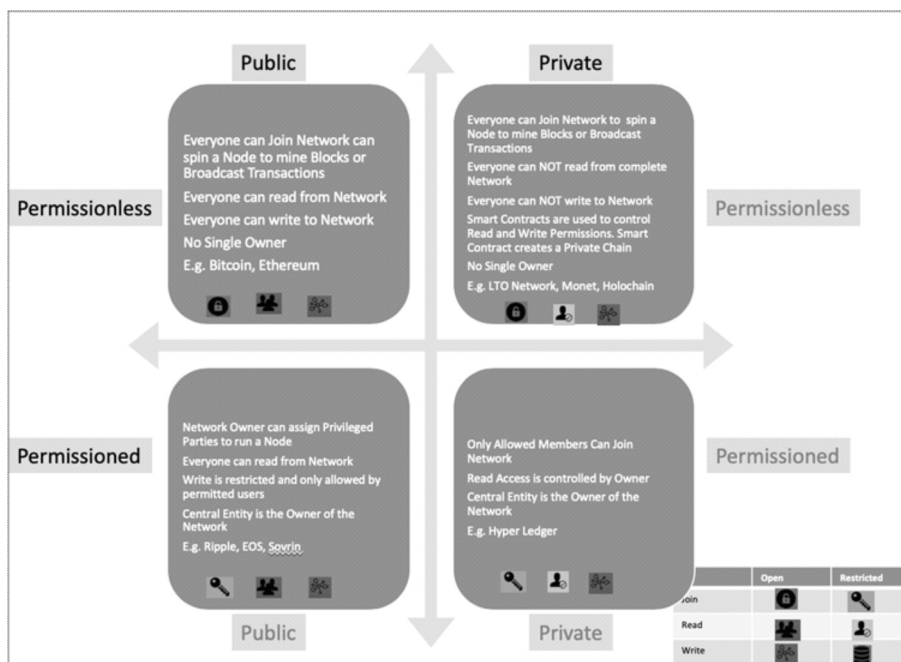 Public
Private
Everyone can Join Network can
spin a Node to mine Blocks or
Broadcast Transactions
Everyone can read from Network
Everyone can write to Network
No Single Owner
E.g. Bitcoin, Ethereum
Everyone can Join Network to spin a
Node to mine Blocks or Broadcast
Transactions
Everyone can NOT read from complete
Network
Everyone can NOT write to Network
Smart Contracts are used to control
Read and Write Permissions. Smart
Contract creates a Private Chain
No Single Owner
E.g. LTO Network, Monet, Holochain
Permissionless
Permissionless
Network Owner can assign Privileged
Parties to run a Node
Everyone can read from Network
Write is restricted and only allowed by
permitted users
Central Entity is the Owner of the
Network
E.g. Ripple, EOS, Sovrin
Only Allowed Members Can Join
Network
Read Access is controlled by Owner
Central Entity is the Owner of the
Network
E.g. Hyper Ledger
Permissioned
Permissioned
Public
Private
Open Restricted
Join
Read
Write